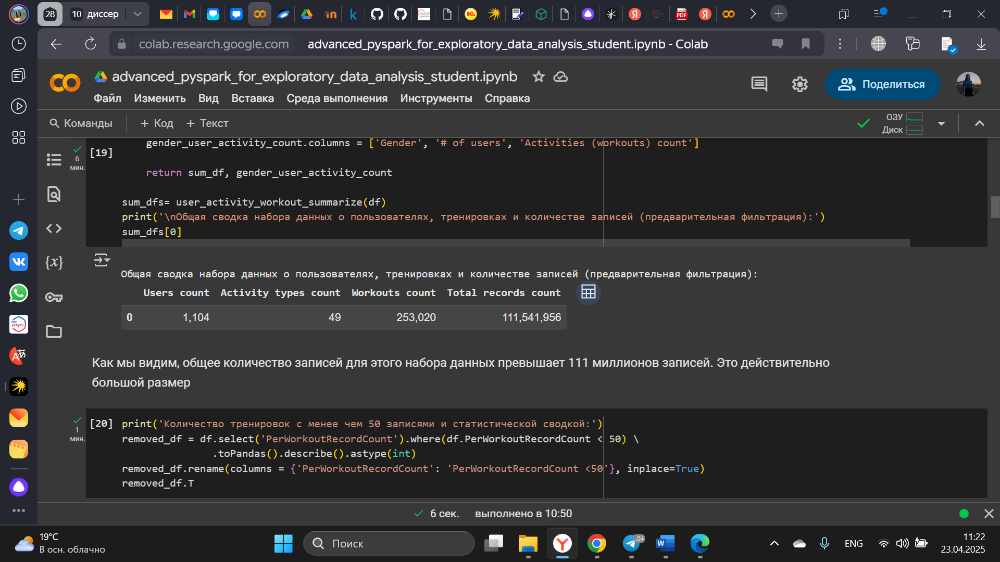 28
10 диссер
colab.research.google.com
advanced_pyspark_for_exploratory_data_analysis_student.ipynb - Colab
advanced_pyspark_for_exploratory_data_analysis_student.ipynb
Поделиться
Файл Изменить Вид Вставка Среда выполнения Инструменты Справка
Команды + Код + Текст
ОЗУ
Диск
[19]
6
мин.
gender_user_activity_count.columns = ['Gender', '# of users', 'Activities (workouts) count']
return sum_df, gender_user_activity_count
sum_dfs= user_activity_workout_summarize(df)
print('\nОбщая сводка набора данных о пользователях, тренировках и количестве записей (предварительная фильтрация):')
sum_dfs[0]
Общая сводка набора данных о пользователях, тренировках и количестве записей (предварительная фильтрация):
Users count Activity types count Workouts count Total records count
0 1,104 49 253,020 111,541,956
Как мы видим, общее количество записей для этого набора данных превышает 111 миллионов записей. Это действительно
большой размер
[20]
1
мин.
print('Количество тренировок с менее чем 50 записями и статистической сводкой:')
removed_df = df.select('PerWorkoutRecordCount').where(df.PerWorkoutRecordCount < 50) \
.toPandas().describe().astype(int)
removed_df.rename(columns = {'PerWorkoutRecordCount': 'PerWorkoutRecordCount <50'}, inplace=True)
removed_df.T
6 сек. выполнено в 10:50
19°C
В осн. облачно
Поиск
..04
ENG
11:22
23.04.2025